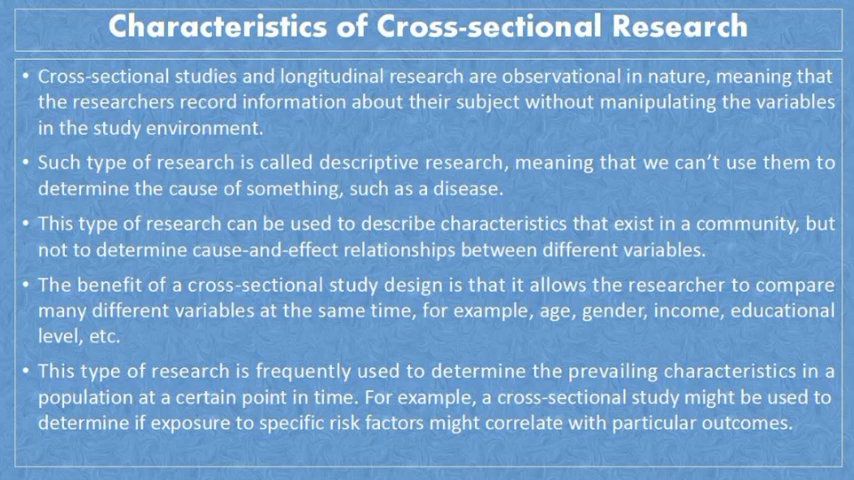 Characteristics of Cross-sectional Research
• Cross-sectional studies and longitudinal research are observational in nature, meaning that
the researchers record information about their subject without manipulating the variables
in the study environment.
• Such type of research is called descriptive research, meaning that we can't use them to
determine the cause of something, such as a disease.
• This type of research can be used to describe characteristics that exist in a community, but
not to determine cause-and-effect relationships between different variables.
• The benefit of a cross-sectional study design is that it allows the researcher to compare
many different variables at the same time, for example, age, gender, income, educational
level, etc.
• This type of research is frequently used to determine the prevailing characteristics in a
population at a certain point in time. For example, a cross-sectional study might be used to
determine if exposure to specific risk factors might correlate with particular outcomes.